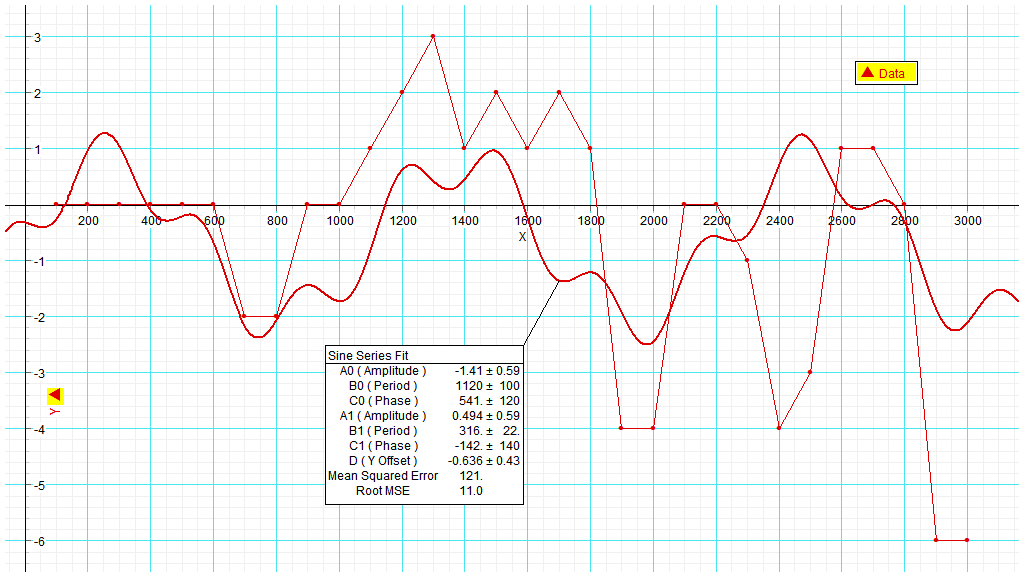 3
2
Data
1
200 400 600 800 1000 1200 1400 1600 1800 2000 2200 2400 2600 2800 3000
X
-1
-2
Sine Series Fit
A0 ( Amplitude ) -1.41 ± 0.59
B0 ( Period ) 1120 ± 100
C0 ( Phase ) 541. ± 120
A1 ( Amplitude ) 0.494 ± 0.59
B1 ( Period ) 316. ± 22.
C1 ( Phase ) -142. ± 140
D ( Y Offset ) -0.636 ± 0.43
Mean Squared Error 121.
Root MSE 11.0
-3
Y
-4
-5
-6